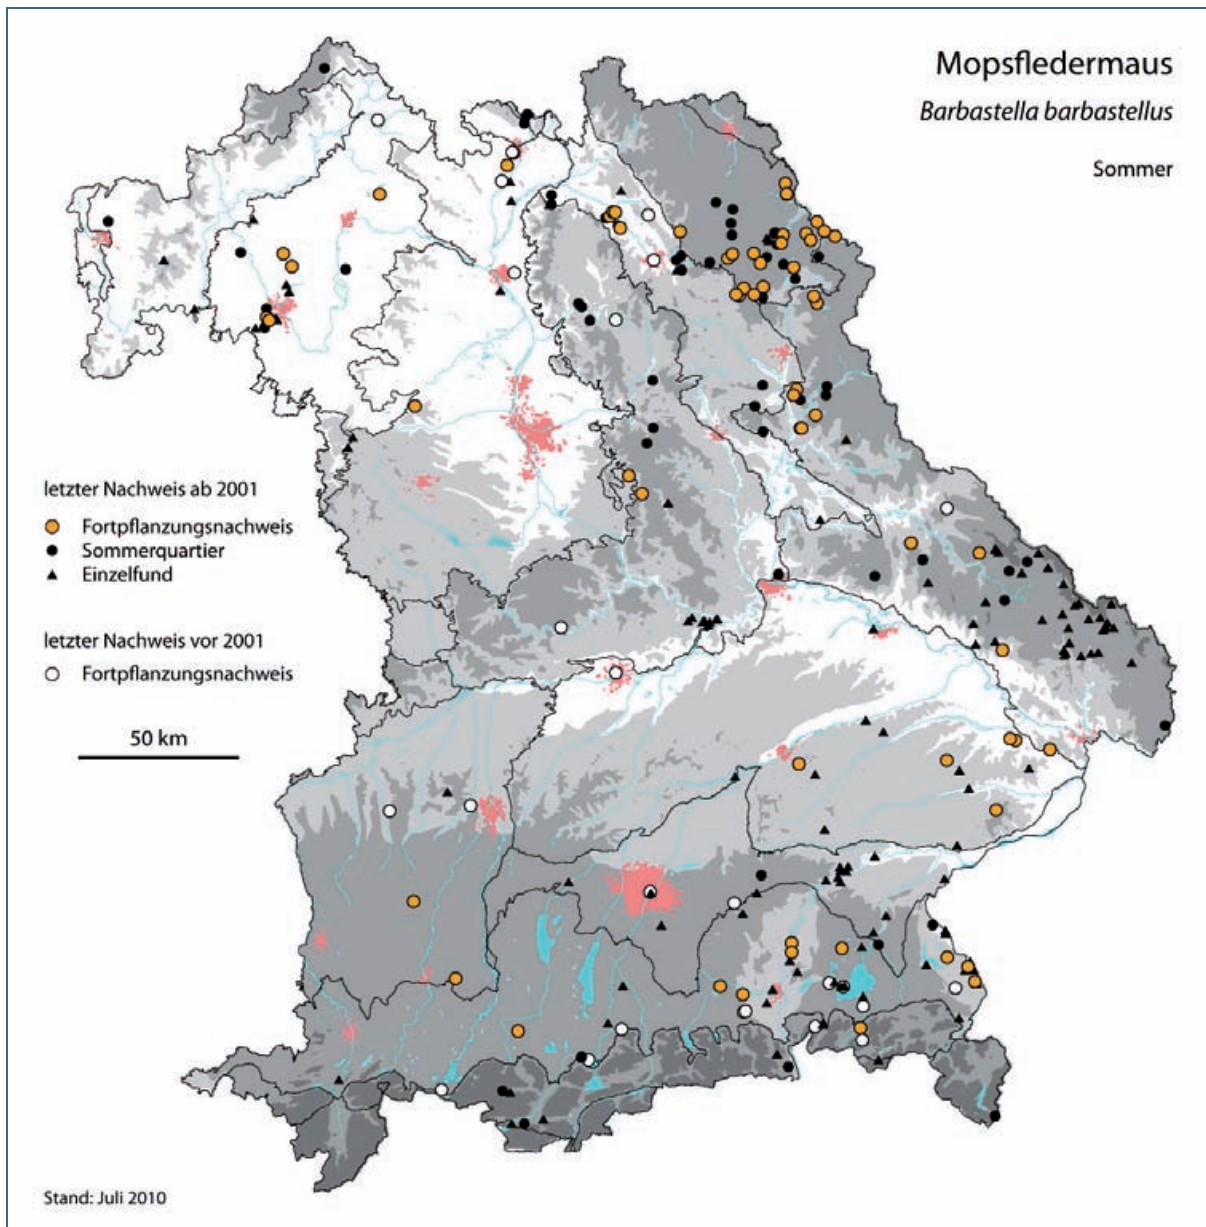 Mopsfledermaus
Barbastella barbastellus
Sommer
letzter Nachweis ab 2001
Fortpflanzungsnachweis
Sommerquartier
Einzelfund
letzter Nachweis vor 2001
Fortpflanzungsnachweis
50 km
Stand: Juli 2010